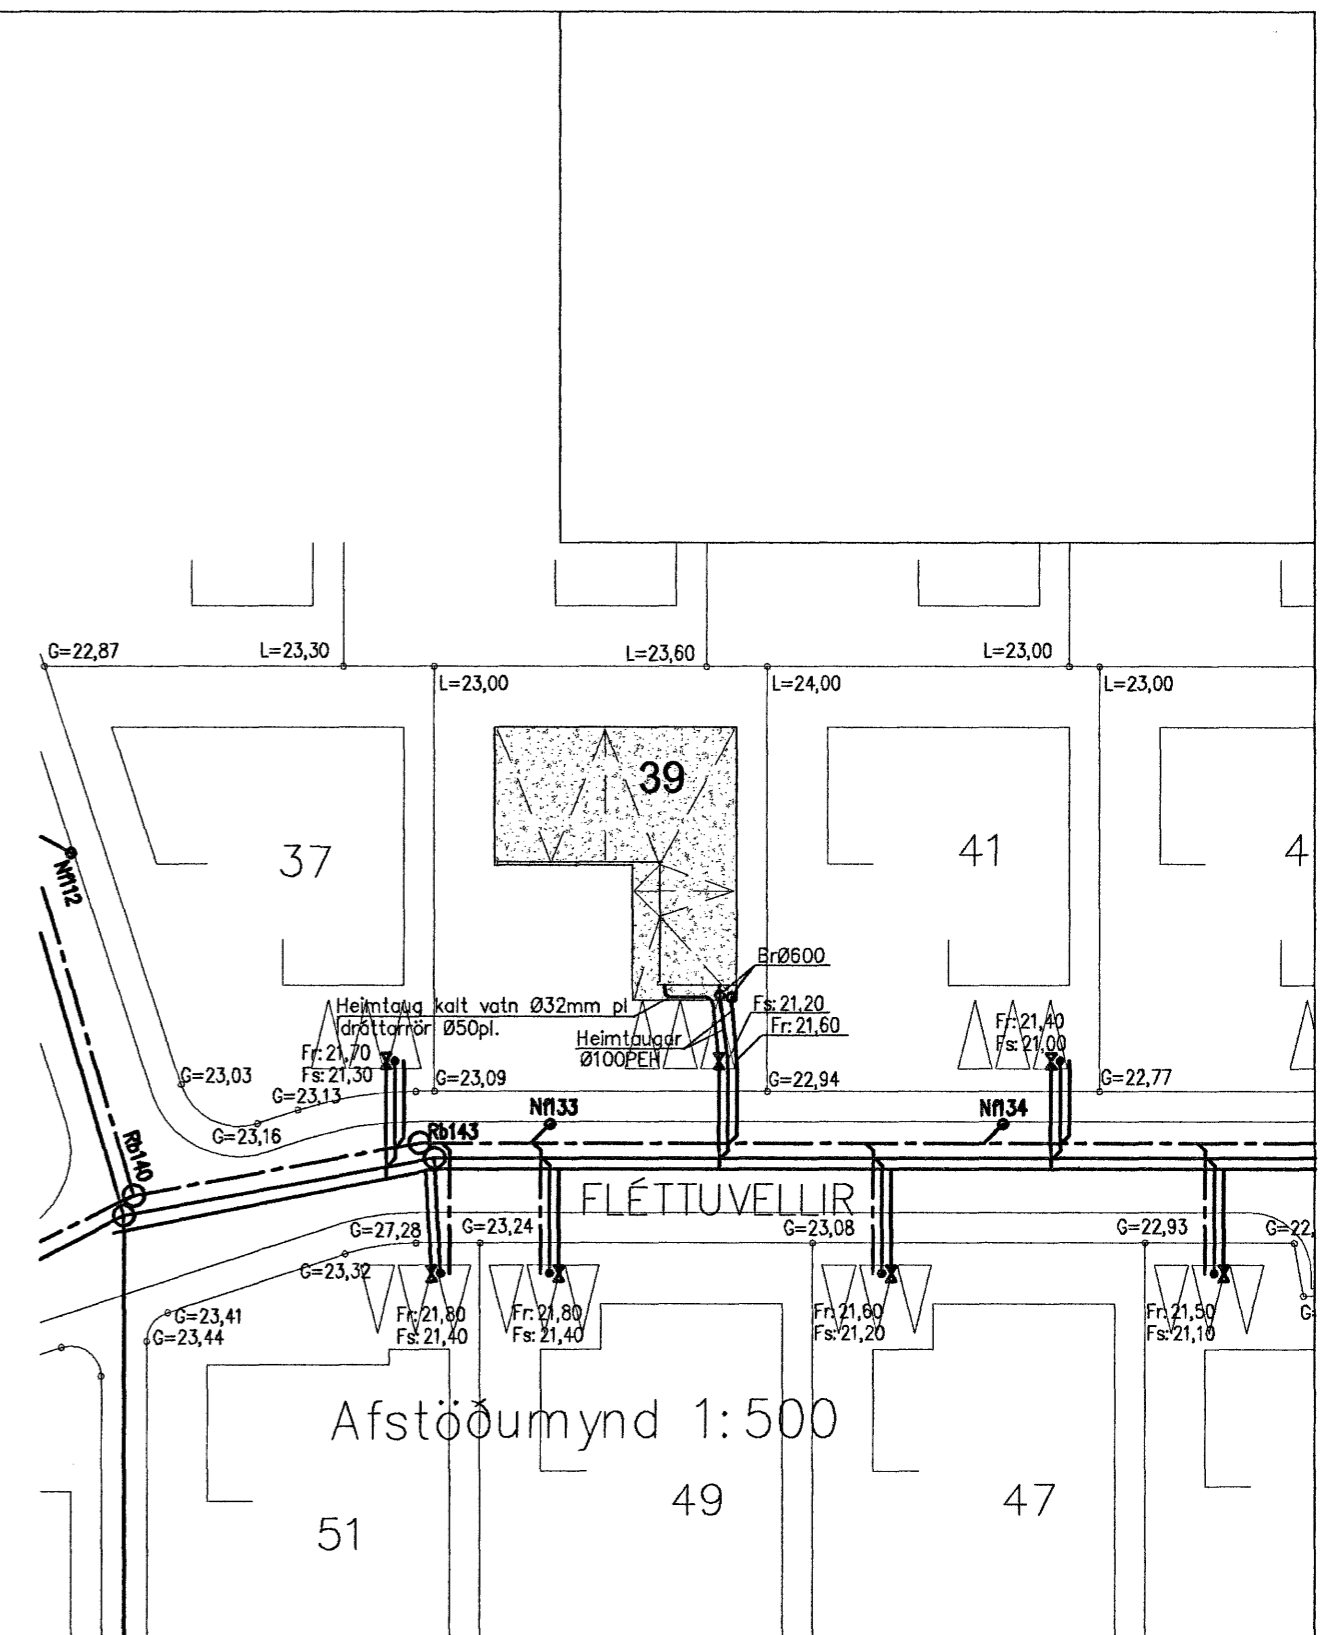 G=22,87
L=23,30
L=23,60
L=23,00
L=23,00
L=24,00
L=23,00
39
37
41
4
Nfl12
BrØ600
Heimtaug kalt vatn Ø32mm pl
ídráttarrör Ø50pl.
Fs: 21,20
Fr: 21,60
Heimtaugar
Ø100PEH
Fr: 21,70
Fs: 21,30
Fr: 21,40
Fs: 21,00
G=23,03
G=23,09
G=22,94
G=22,77
G=23,13
G=23,16
Nfl33
Nfl34
Rb143
Rb140
FLÉTTUVELLIR
G=27,28
G=23,24
G=23,08
G=22,93
G=22,
G=23,32
G=23,41
G=23,44
Fr: 21,80
Fs: 21,40
Fr: 21,80
Fs: 21,40
Fr: 21,60
Fs: 21,20
Fr: 21,50
Fs: 21,10
G=
Afstöðumynd 1:500
49
47
51